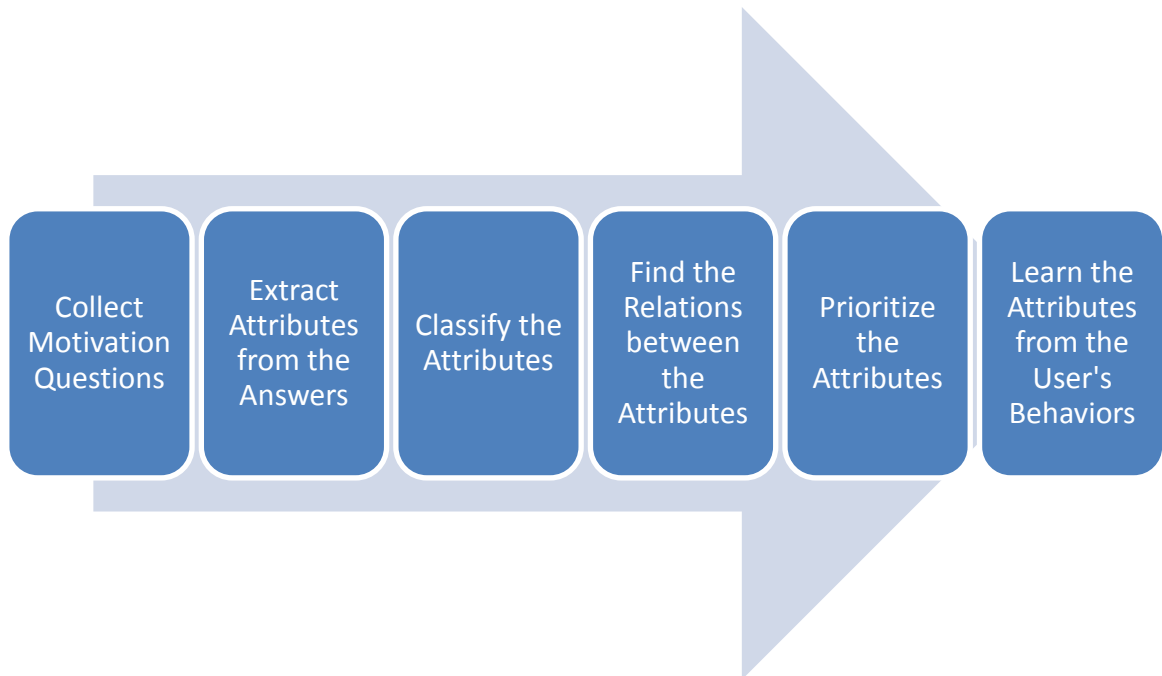 Collect
Motivation
Questions
Extract
Attributes
from the
Answers
Classify the
Attributes
Find the
Relations
between
the
Attributes
Prioritize
the
Attributes
Learn the
Attributes
from the
User's
Behaviors